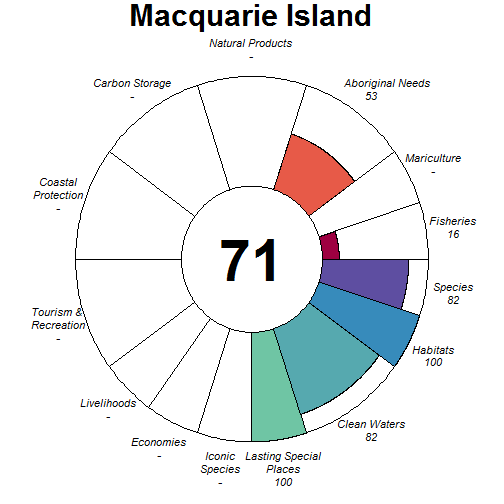 Macquarie Island
Natural Products
-
Carbon Storage
-
Aboriginal Needs
53
Mariculture
-
Coastal
Protection
-
Fisheries
16
71
Species
82
Tourism &
Recreation
-
Habitats
100
Livelihoods
-
Clean Waters
82
Economies
-
Iconic
Species
-
Lasting Special
Places
100